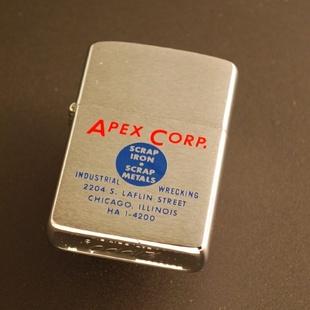 APEX CORP.
SCRAP
IRON
•
SCRAP
METALS
INDUSTRIAL WRECKING
2204 S. LAFLIN STREET
CHICAGO, ILLINOIS
HA 1-4200